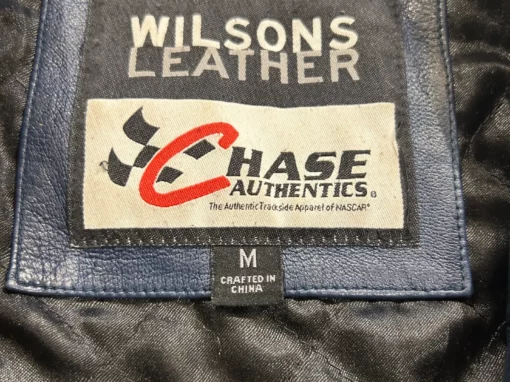 WILSONS
LEATHER
CHASE
AUTHENTICS®
The Authentic Trackside Apparel of NASCAR®
M
CRAFTED IN
CHINA